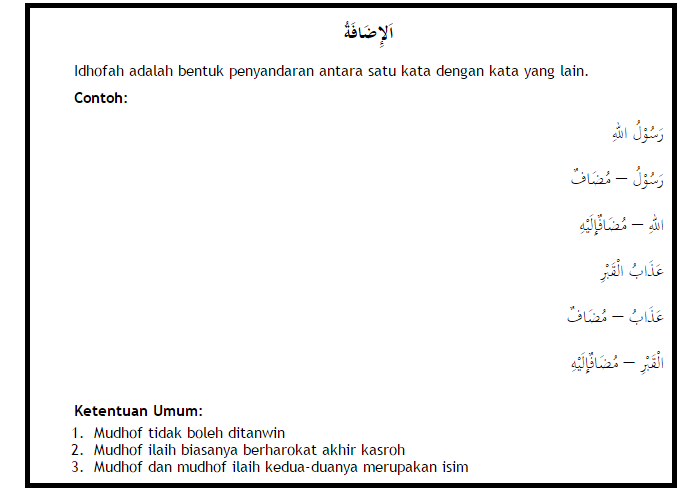 اَلإِضَافَةُ
Idhofah adalah bentuk penyandaran antara satu kata dengan kata yang lain.
Contoh:
رَسُوْلُ اللهِ
رَسُوْلُ – مُضَافٌ
اللهِ – مُضَافٌإِلَيْهِ
عَذَابُ الْقَبْرِ
عَذَابُ – مُضَافٌ
الْقَبْرِ – مُضَافٌإِلَيْهِ
Ketentuan Umum:
1. Mudhof tidak boleh ditanwin
2. Mudhof ilaih biasanya berharokat akhir kasroh
3. Mudhof dan mudhof ilaih kedua-duanya merupakan isim